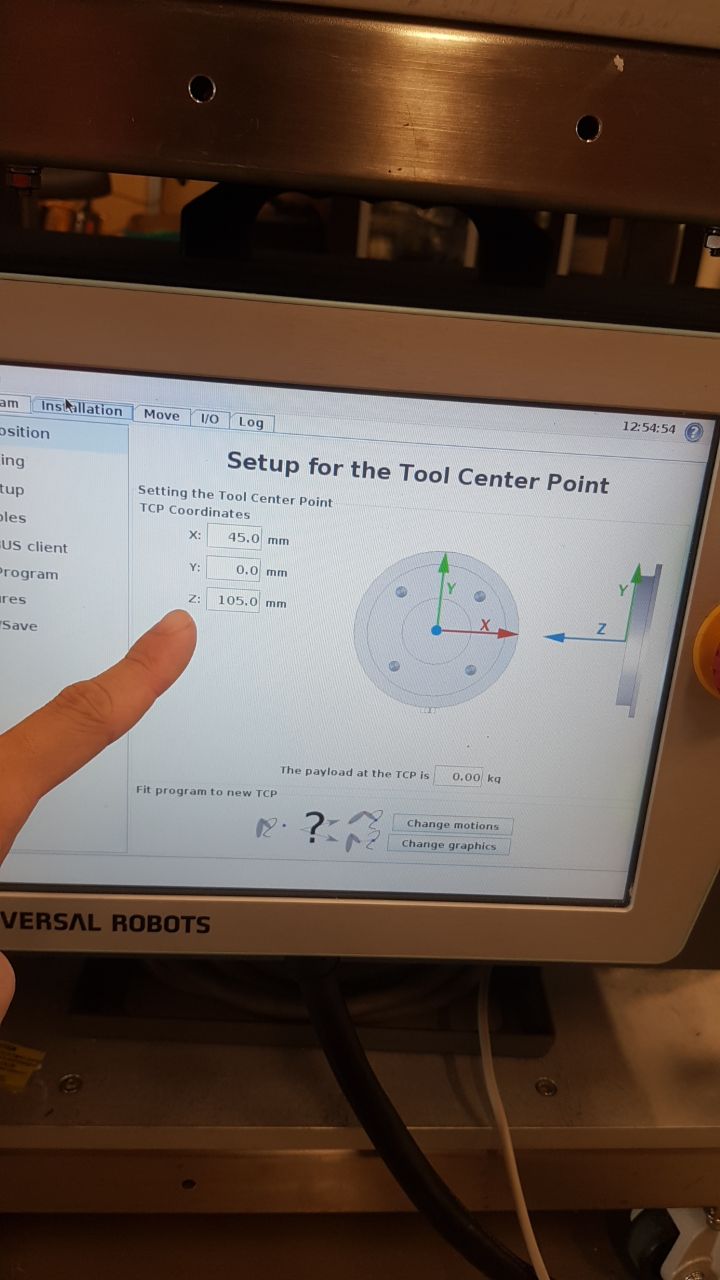 am Installation Move I/O Log
12:54:54 ?
osition
ing
tup
les
US client
Program
res
/Save
Setup for the Tool Center Point
Setting the Tool Center Point
TCP Coordinates
X: 45.0 mm
Y: 0.0 mm
Z: 105.0 mm
Y
X
Y
Z
The payload at the TCP is 0.00 kg
Fit program to new TCP
?
Change motions
Change graphics
VERSAL ROBOTS